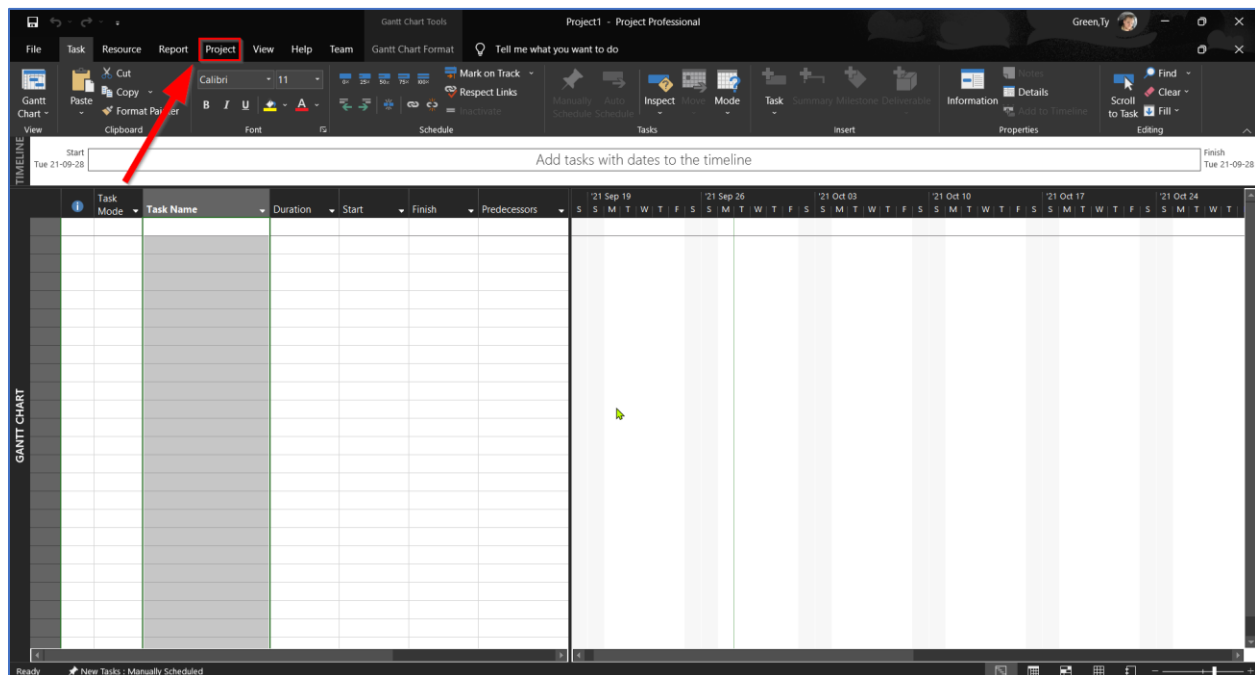 Gantt Chart Tools
Project1 - Project Professional
Green,Ty
File Task Resource Report Project View Help Team Gantt Chart Format Tell me what you want to do
Gantt Chart
Paste
Cut
Copy
Format Painter
Calibri 11
B I U A
0× 25× 50× 75× 100×
Mark on Track
Respect Links
Inactivate
Manually Schedule
Auto Schedule
Inspect
Move
Mode
Task
Summary
Milestone
Deliverable
Information
Notes
Details
Add to Timeline
Scroll to Task
Find
Clear
Fill
View Clipboard Font Schedule Tasks Insert Properties Editing
TIMELINE
Start
Tue 21-09-28
Add tasks with dates to the timeline
Finish
Tue 21-09-28
Task Mode
Task Name
Duration
Start
Finish
Predecessors
'21 Sep 19 '21 Sep 26 '21 Oct 03 '21 Oct 10 '21 Oct 17 '21 Oct 24
S S M T W T F S S M T W T F S S M T W T F S S M T W T F S S M T W T F S S M T W T
GANTT CHART
Ready
New Tasks : Manually Scheduled